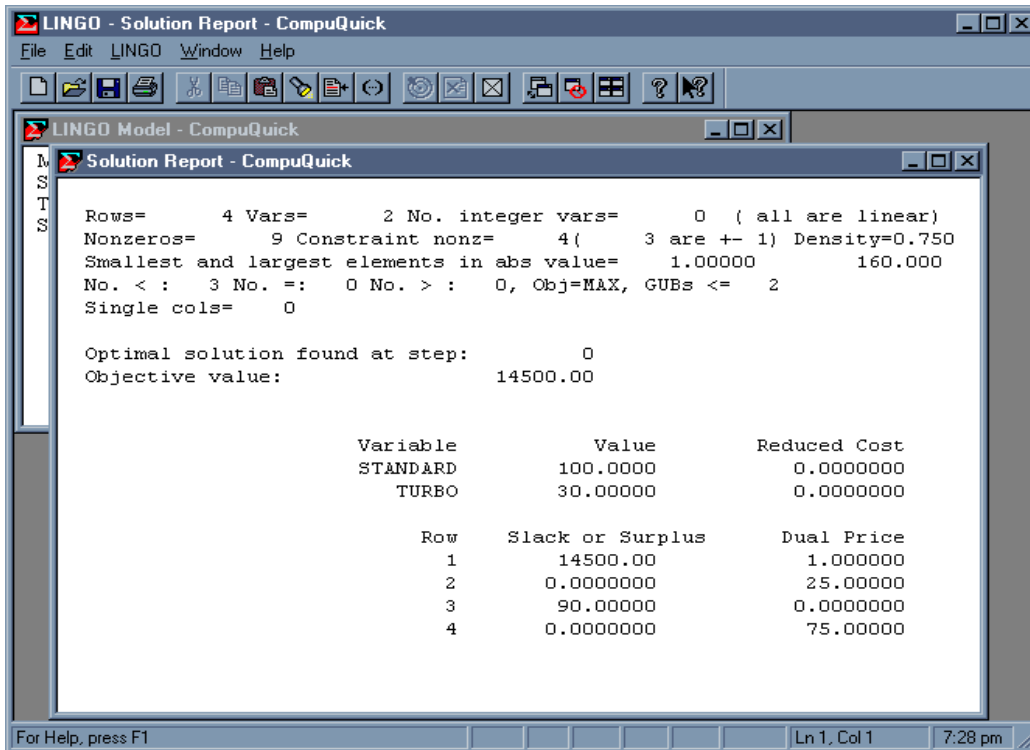 LINGO - Solution Report - CompuQuick
File Edit LINGO Window Help
LINGO Model - CompuQuick
M
S
T
S
Solution Report - CompuQuick
Rows= 4 Vars= 2 No. integer vars= 0 ( all are linear)
Nonzeros= 9 Constraint nonz= 4( 3 are +- 1) Density=0.750
Smallest and largest elements in abs value= 1.00000 160.000
No. < : 3 No. =: 0 No. > : 0, Obj=MAX, GUBs <= 2
Single cols= 0
Optimal solution found at step: 0
Objective value: 14500.00
Variable Value Reduced Cost
STANDARD 100.0000 0.0000000
TURBO 30.00000 0.0000000
Row Slack or Surplus Dual Price
1 14500.00 1.000000
2 0.0000000 25.00000
3 90.00000 0.0000000
4 0.0000000 75.00000
For Help, press F1 Ln 1, Col 1 7:28 pm